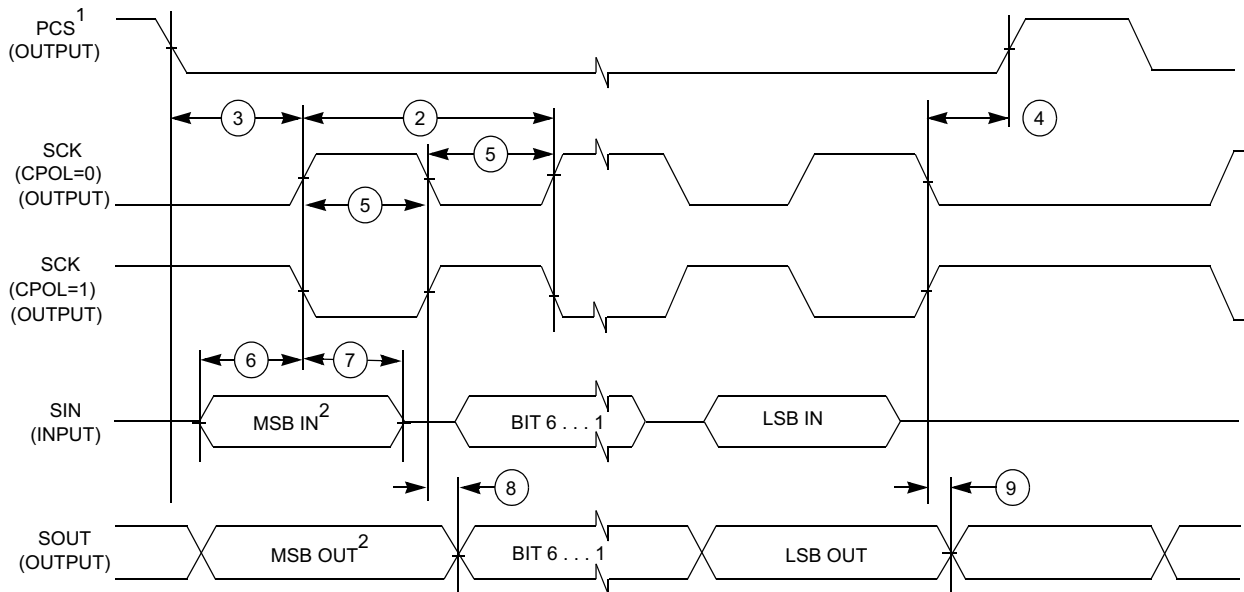 PCS1
(OUTPUT)
3
2
4
SCK
(CPOL=0)
(OUTPUT)
5
5
SCK
(CPOL=1)
(OUTPUT)
6
7
SIN
(INPUT)
MSB IN2
BIT 6 . . . 1
LSB IN
8
9
SOUT
(OUTPUT)
MSB OUT2
BIT 6 . . . 1
LSB OUT